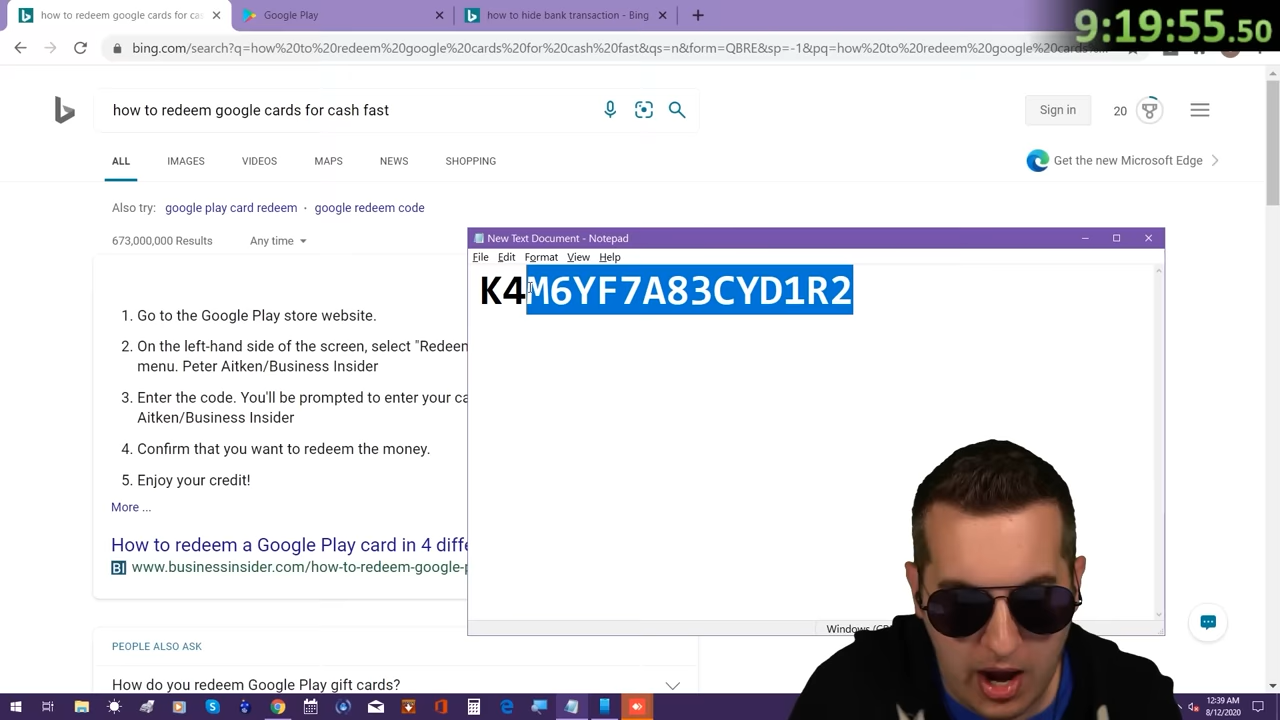 how to redeem google cards for cas
Google Play
how to hide bank transaction - Bing
9:19:55.50
bing.com/search?q=how%20to%20redeem%20google%20cards%20for%20cash%20fast&qs=n&form=QBRE&sp=-1&pq=how%20to%20redeem%20google%20cards%
how to redeem google cards for cash fast
Sign in
20
ALL
IMAGES
VIDEOS
MAPS
NEWS
SHOPPING
Get the new Microsoft Edge
Also try: google play card redeem · google redeem code
673,000,000 Results
Any time
New Text Document - Notepad
File Edit Format View Help
K4M6YF7A83CYD1R2
1. Go to the Google Play store website.
2. On the left-hand side of the screen, select "Redeem
menu. Peter Aitken/Business Insider
3. Enter the code. You'll be prompted to enter your ca
Aitken/Business Insider
4. Confirm that you want to redeem the money.
5. Enjoy your credit!
More ...
How to redeem a Google Play card in 4 diffe
BI www.businessinsider.com/how-to-redeem-google-p
Windows (CR
PEOPLE ALSO ASK
How do you redeem Google Play gift cards?
12:39 AM
8/12/2020